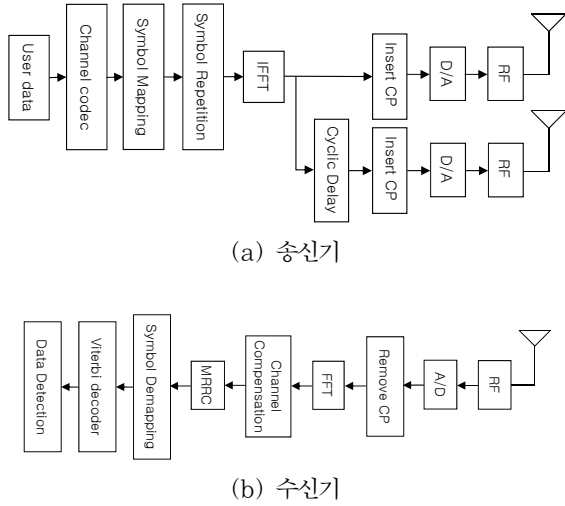 User data
Channel codec
Symbol Mapping
Symbol Repetition
IFFT
Insert CP
D/A
RF
Cyclic Delay
Insert CP
D/A
RF
(a) 송신기
RF
A/D
Remove CP
FFT
Channel
Compensation
MRRC
Symbol Demapping
Viterbi decoder
Data Detection
(b) 수신기